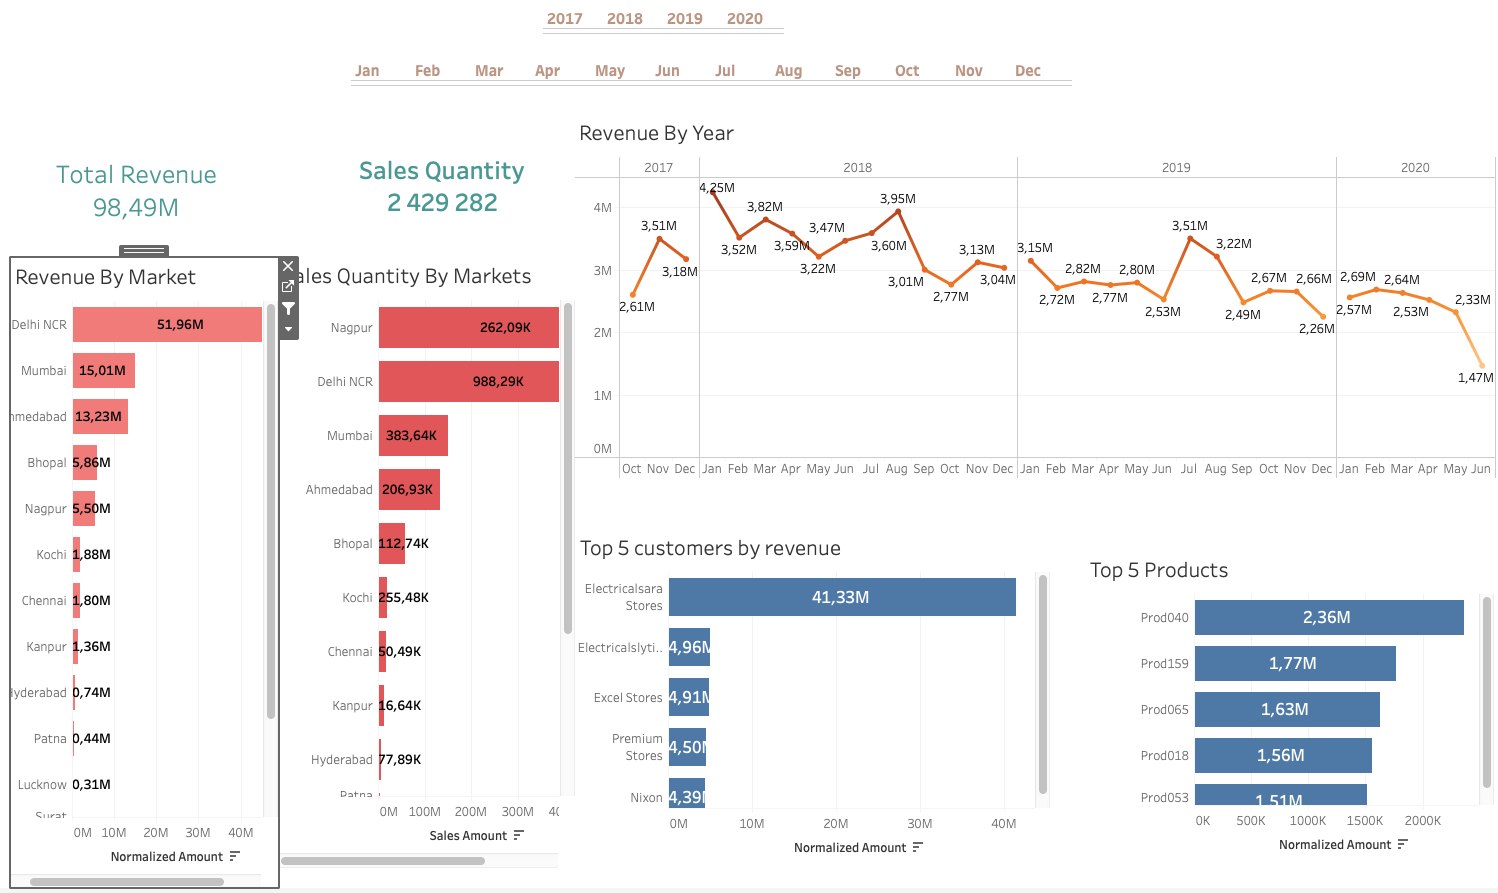 2017 2018 2019 2020
Jan Feb Mar Apr May Jun Jul Aug Sep Oct Nov Dec
Total Revenue
98,49M
Sales Quantity
2 429 282
Revenue By Year
2017 2018 2019 2020
4M
3M
2M
1M
0M
2,61M 3,51M 3,18M 4,25M 3,52M 3,82M 3,59M 3,22M 3,47M 3,60M 3,95M 3,01M 2,77M 3,13M 3,04M 3,15M 2,72M 2,82M 2,77M 2,80M 2,53M 3,51M 3,22M 2,49M 2,67M 2,66M 2,26M 2,57M 2,69M 2,64M 2,53M 2,33M 1,47M
Oct Nov Dec Jan Feb Mar Apr May Jun Jul Aug Sep Oct Nov Dec Jan Feb Mar Apr May Jun Jul Aug Sep Oct Nov Dec Jan Feb Mar Apr May Jun
Revenue By Market
Delhi NCR 51,96M
Mumbai 15,01M
hmedabad 13,23M
Bhopal 5,86M
Nagpur 5,50M
Kochi 1,88M
Chennai 1,80M
Kanpur 1,36M
Hyderabad 0,74M
Patna 0,44M
Lucknow 0,31M
Surat
0M 10M 20M 30M 40M
Normalized Amount
ales Quantity By Markets
Nagpur 262,09K
Delhi NCR 988,29K
Mumbai 383,64K
Ahmedabad 206,93K
Bhopal 112,74K
Kochi 255,48K
Chennai 50,49K
Kanpur 16,64K
Hyderabad 77,89K
Patna
0M 100M 200M 300M 40
Sales Amount
Top 5 customers by revenue
Electricalsara
Stores 41,33M
Electricalslyti.. 4,96M
Excel Stores 4,91M
Premium
Stores 4,50M
Nixon 4,39M
0M 10M 20M 30M 40M
Normalized Amount
Top 5 Products
Prod040 2,36M
Prod159 1,77M
Prod065 1,63M
Prod018 1,56M
Prod053 1,51M
0K 500K 1000K 1500K 2000K
Normalized Amount